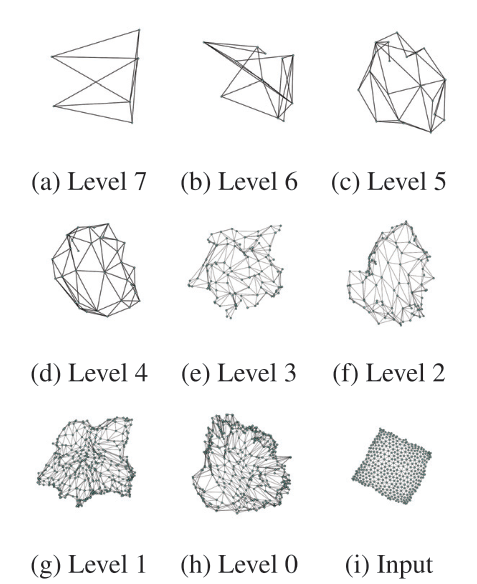 (a) Level 7 (b) Level 6 (c) Level 5
(d) Level 4 (e) Level 3 (f) Level 2
(g) Level 1 (h) Level 0 (i) Input